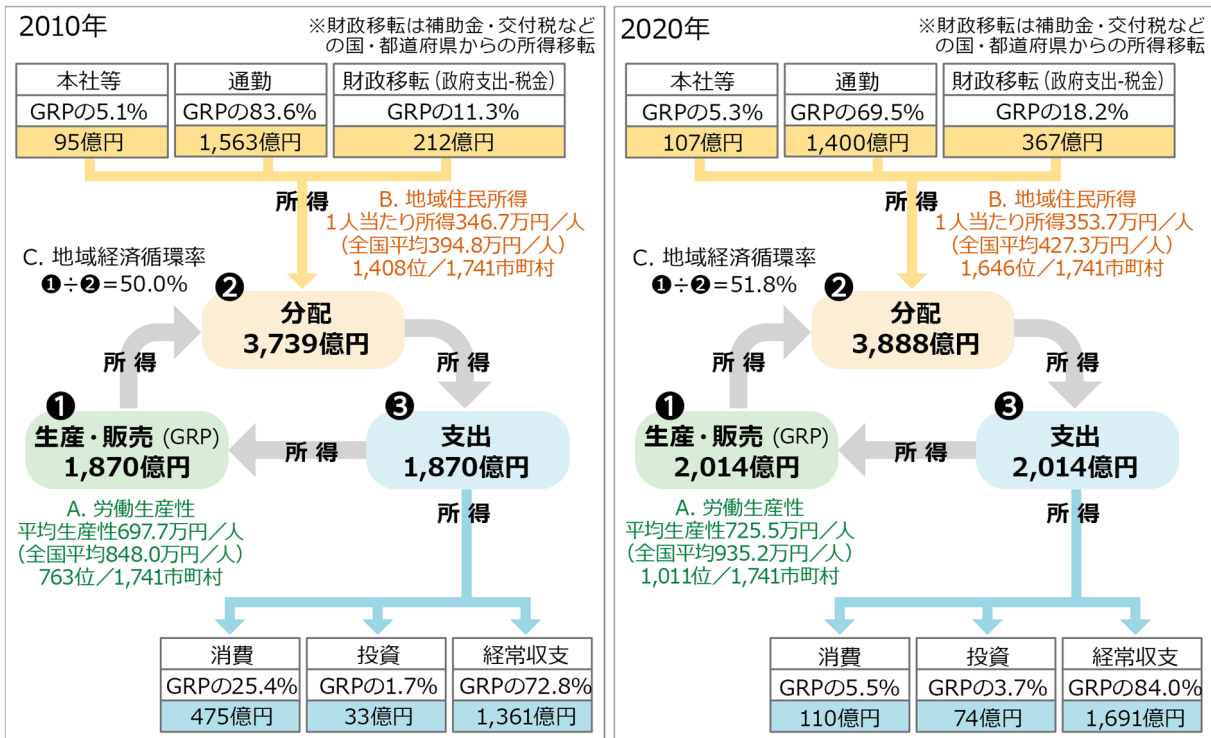 2010年
※財政移転は補助金・交付税など
の国・都道府県からの所得移転
本社等
GRPの5.1%
95億円
通勤
GRPの83.6%
1,563億円
財政移転（政府支出-税金）
GRPの11.3%
212億円
所 得
B. 地域住民所得
1人当たり所得346.7万円／人
（全国平均394.8万円／人）
1,408位／1,741市町村
C. 地域経済循環率
❶÷❷＝50.0%
❷
分配
3,739億円
所 得
所 得
❶
生産・販売 (GRP)
1,870億円
所 得
❸
支出
1,870億円
A. 労働生産性
平均生産性697.7万円／人
（全国平均848.0万円／人）
763位／1,741市町村
所 得
消費
GRPの25.4%
475億円
投資
GRPの1.7%
33億円
経常収支
GRPの72.8%
1,361億円
2020年
※財政移転は補助金・交付税など
の国・都道府県からの所得移転
本社等
GRPの5.3%
107億円
通勤
GRPの69.5%
1,400億円
財政移転（政府支出-税金）
GRPの18.2%
367億円
所 得
B. 地域住民所得
1人当たり所得353.7万円／人
（全国平均427.3万円／人）
1,646位／1,741市町村
C. 地域経済循環率
❶÷❷＝51.8%
❷
分配
3,888億円
所 得
所 得
❶
生産・販売 (GRP)
2,014億円
所 得
❸
支出
2,014億円
A. 労働生産性
平均生産性725.5万円／人
（全国平均935.2万円／人）
1,011位／1,741市町村
所 得
消費
GRPの5.5%
110億円
投資
GRPの3.7%
74億円
経常収支
GRPの84.0%
1,691億円